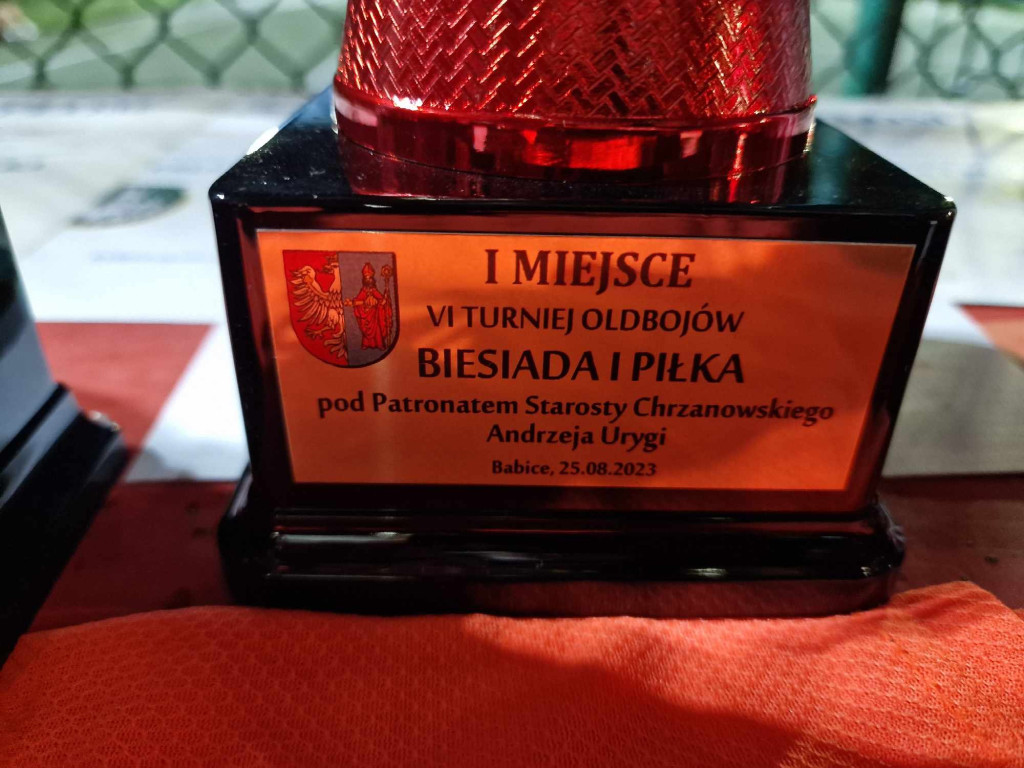 I MIEJSCE
VI TURNIEJ OLDBOJÓW
BIESIADA I PIŁKA
pod Patronatem Starosty Chrzanowskiego
Andrzeja Urygi
Babice, 25.08.2023